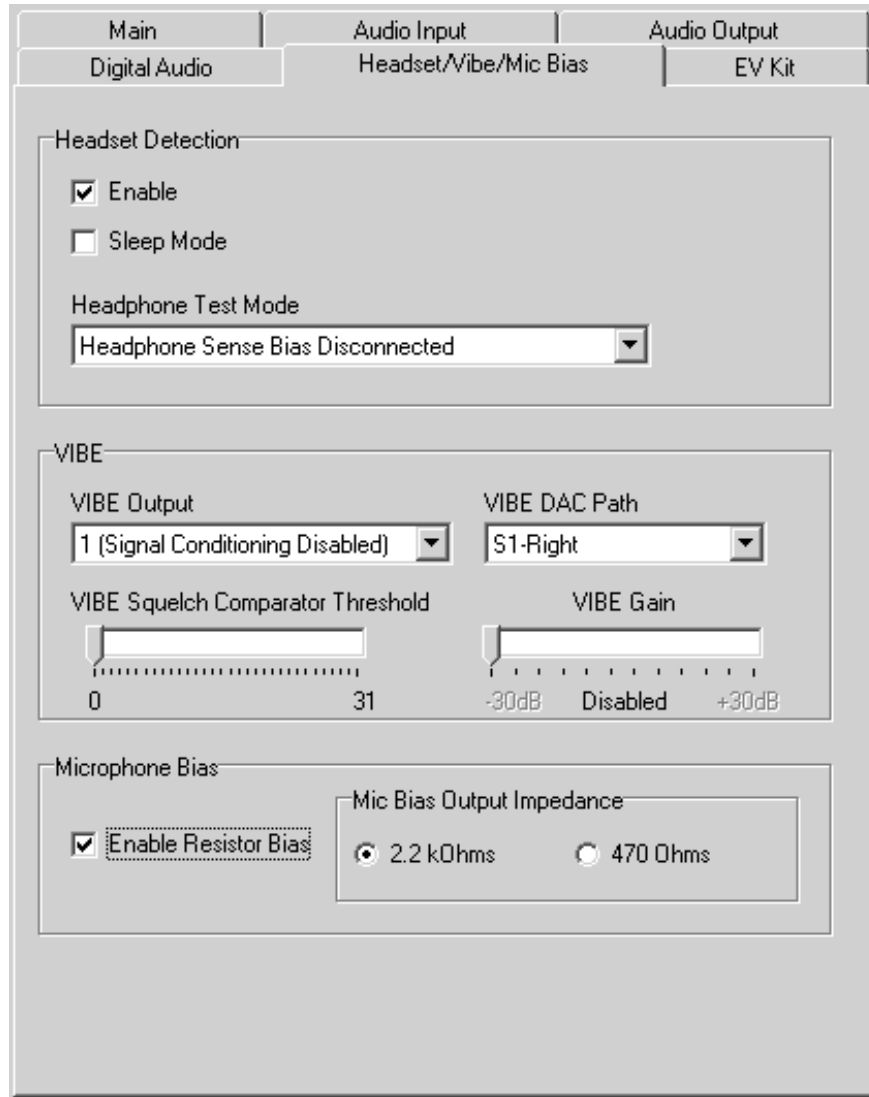 Main
Audio Input
Audio Output
Digital Audio
Headset/Vibe/Mic Bias
EV Kit
Headset Detection
Enable
Sleep Mode
Headphone Test Mode
Headphone Sense Bias Disconnected
VIBE
VIBE Output
VIBE DAC Path
1 (Signal Conditioning Disabled)
S1-Right
VIBE Squelch Comparator Threshold
VIBE Gain
0
31
-30dB
Disabled
+30dB
Microphone Bias
Mic Bias Output Impedance
Enable Resistor Bias
2.2 kOhms
470 Ohms